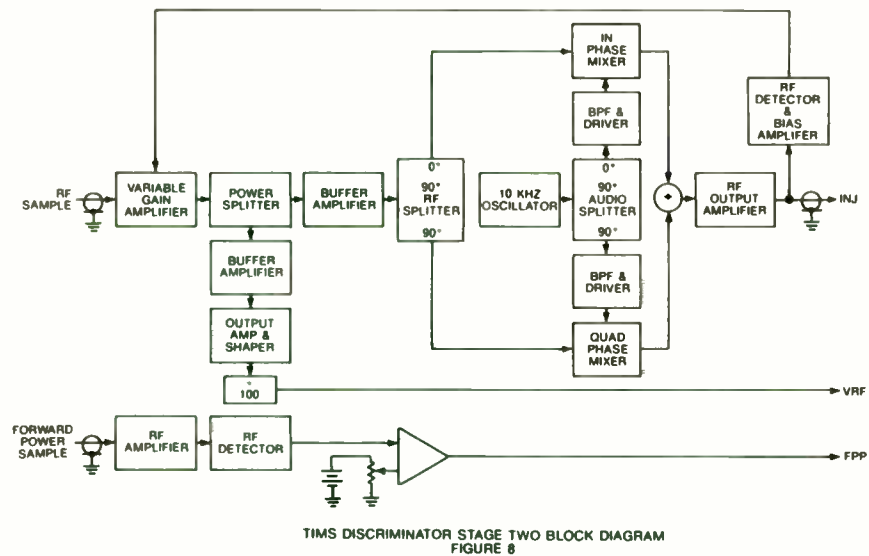 IN
PHASE
MIXER
RF
DETECTOR
&
BIAS
AMPLIFER
BPF &
DRIVER
RF
SAMPLE
VARIABLE
GAIN
AMPLIFIER
POWER
SPLITTER
BUFFER
AMPLIFIER
0°
90°
RF
SPLITTER
90°
10 KHZ
OSCILLATOR
0°
90°
AUDIO
SPLITTER
90°
+
RF
OUTPUT
AMPLIFIER
INJ
BUFFER
AMPLIFIER
BPF &
DRIVER
OUTPUT
AMP &
SHAPER
QUAD
PHASE
MIXER
100
VRF
FORWARD
POWER
SAMPLE
RF
AMPLIFIER
RF
DETECTOR
FPP
TIMS DISCRIMINATOR STAGE TWO BLOCK DIAGRAM
FIGURE 8